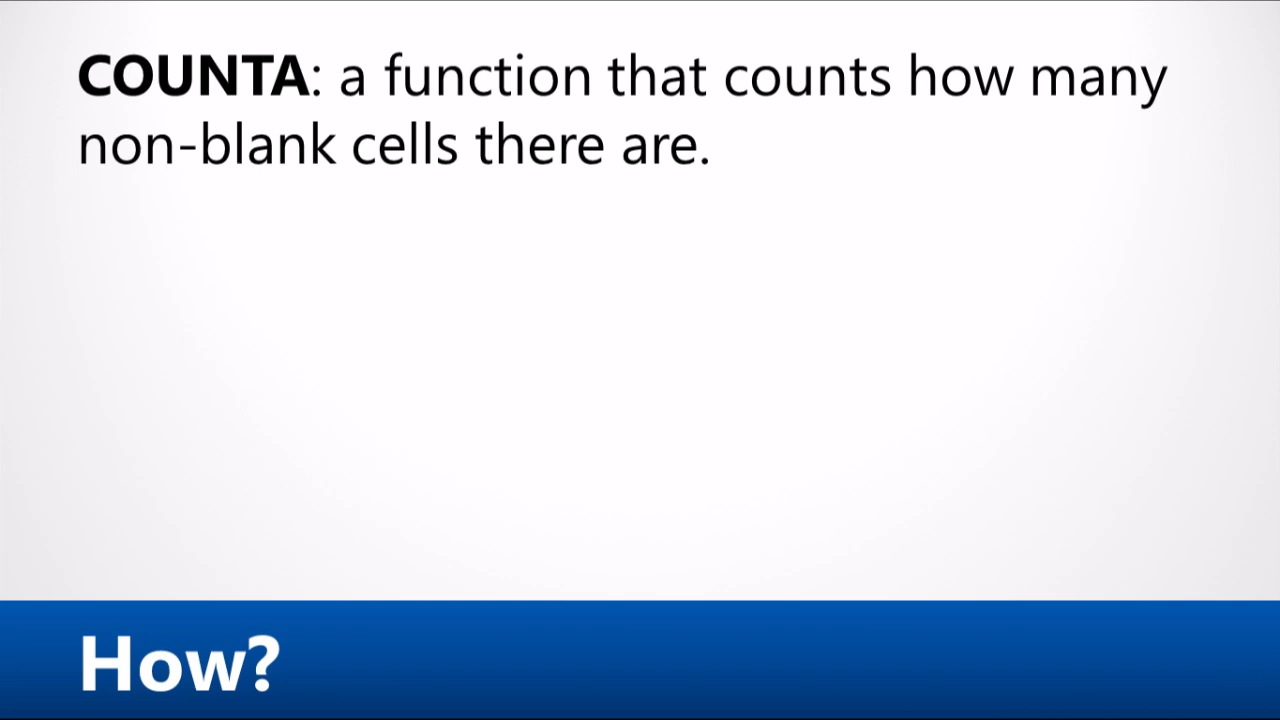 COUNTA: a function that counts how many
non-blank cells there are.
How?